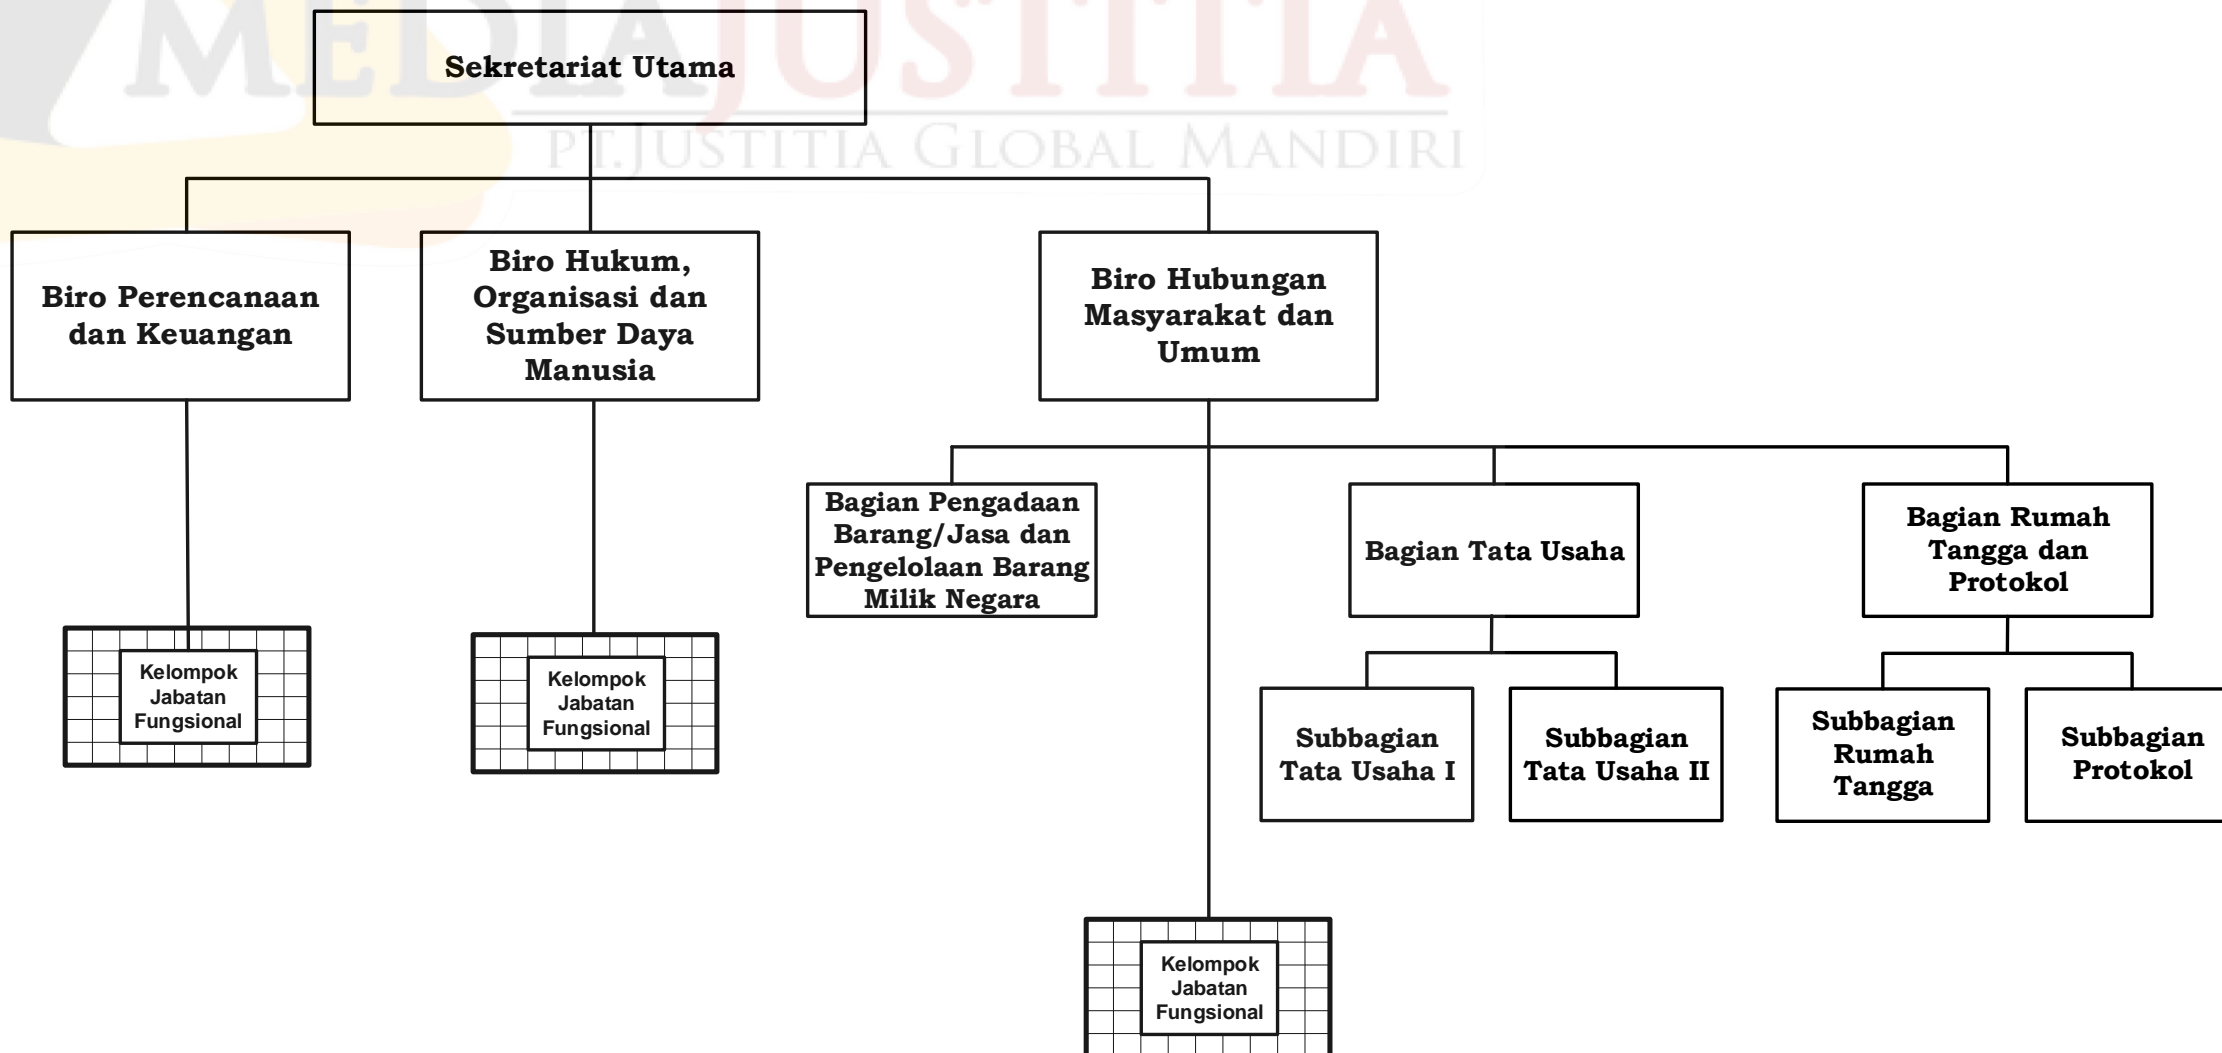 MEDIAJUSTITIA
Sekretariat Utama
PT.JUSTITIA GLOBAL MANDIRI
Biro Perencanaan
dan Keuangan
Biro Hukum,
Organisasi dan
Sumber Daya
Manusia
Biro Hubungan
Masyarakat dan
Umum
Bagian Pengadaan
Barang/Jasa dan
Pengelolaan Barang
Milik Negara
Bagian Tata Usaha
Bagian Rumah
Tangga dan
Protokol
Kelompok
Jabatan
Fungsional
Kelompok
Jabatan
Fungsional
Subbagian
Tata Usaha I
Subbagian
Tata Usaha II
Subbagian
Rumah
Tangga
Subbagian
Protokol
Kelompok
Jabatan
Fungsional